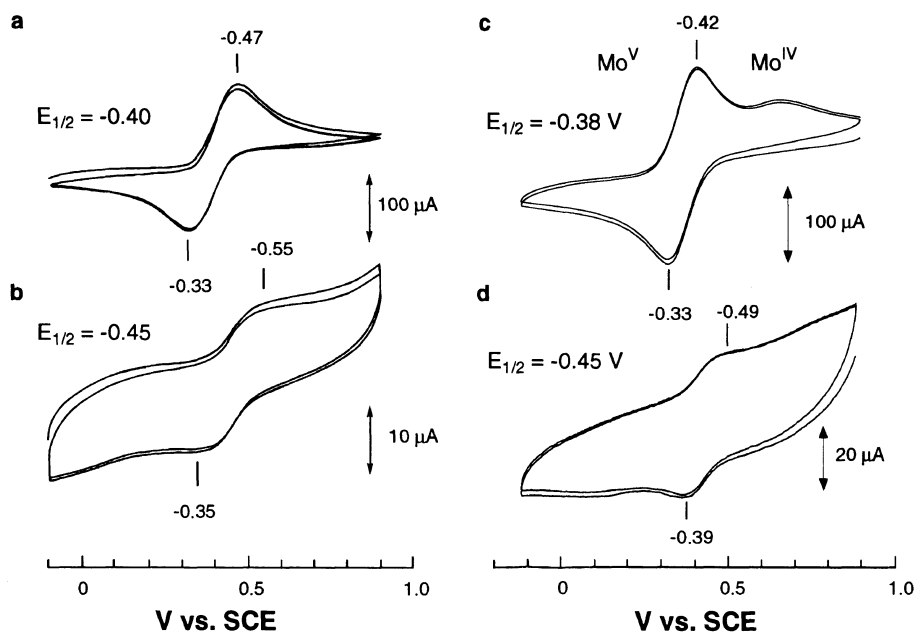 a
-0.47
E1/2 = -0.40
100 µA
-0.33
-0.55
b
E1/2 = -0.45
10 µA
-0.35
0 0.5 1.0
V vs. SCE
c
-0.42
MoV MoIV
E1/2 = -0.38 V
100 µA
-0.33
-0.49
d
E1/2 = -0.45 V
20 µA
-0.39
0 0.5 1.0
V vs. SCE